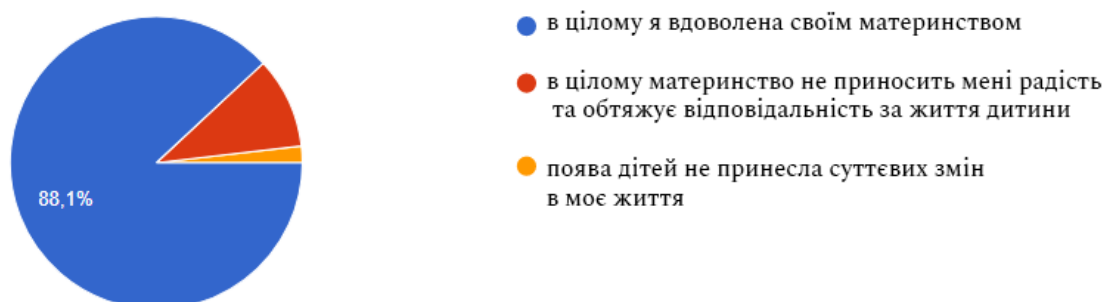 в цілому я вдоволена своїм материнством
в цілому материнство не приносить мені радість
та обтяжує відповідальність за життя дитини
поява дітей не принесла суттєвих змін
в моє життя
88,1%